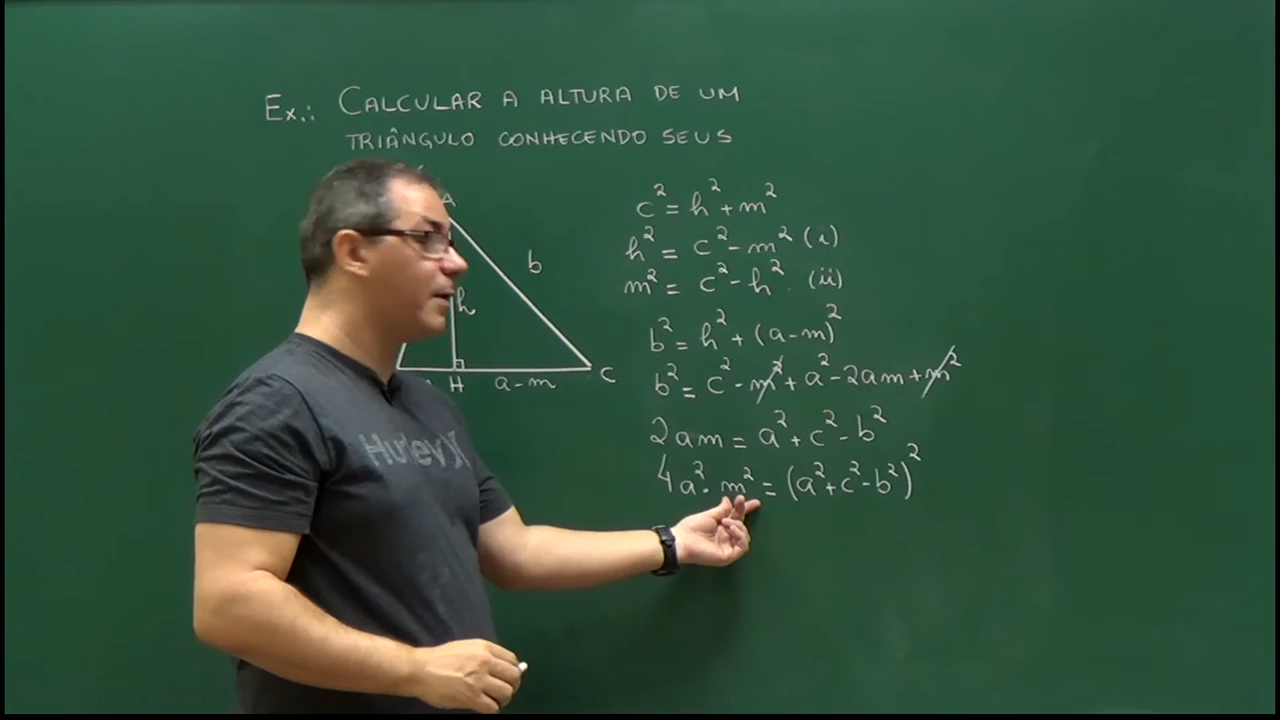 Ex.: CALCULAR A ALTURA DE UM
TRIÂNGULO CONHECENDO SEUS
A
b
h
H
a-m
C
c² = h² + m²
h² = c² - m² (i)
m² = c² - h². (ii)
b² = h² + (a-m)²
b² = c² - m² + a² - 2am + m²
2am = a² + c² - b²
4a². m² = (a² + c² - b²)²
Hurley